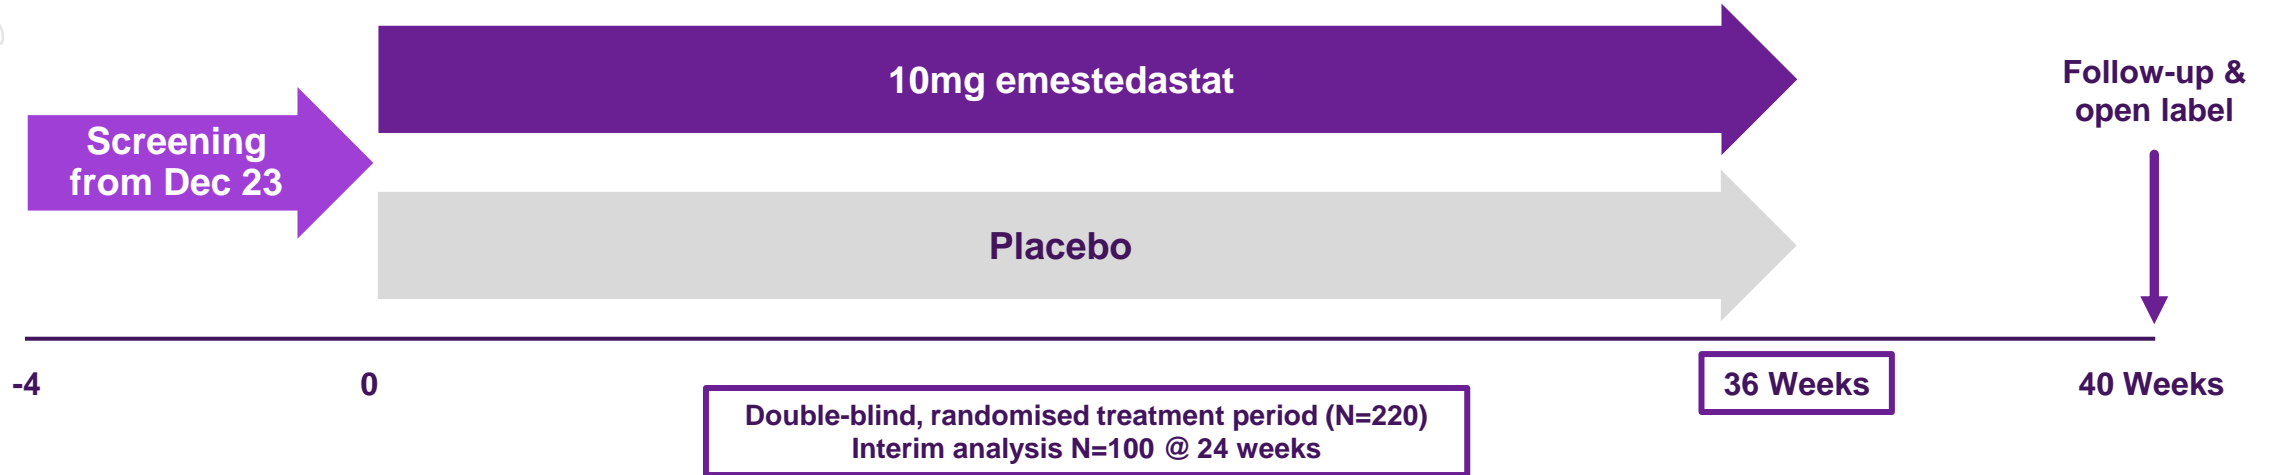 10mg emestedastat
Follow-up &
open label
Screening
from Dec 23
Placebo
-4
0
36 Weeks
40 Weeks
Double-blind, randomised treatment period (N=220)
Interim analysis N=100 @ 24 weeks